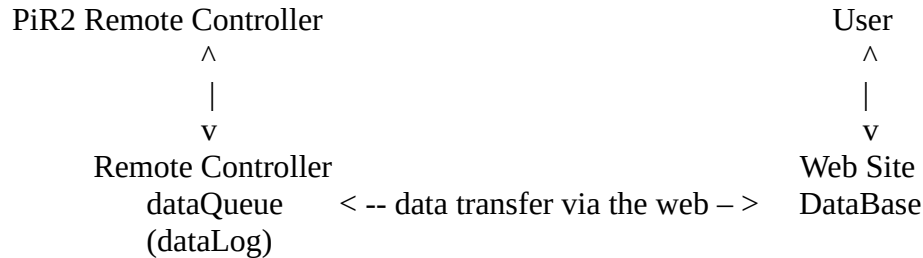 PiR2 Remote Controller User
^ ^
| |
v v
Remote Controller Web Site
dataQueue < -- data transfer via the web – > DataBase
(dataLog)